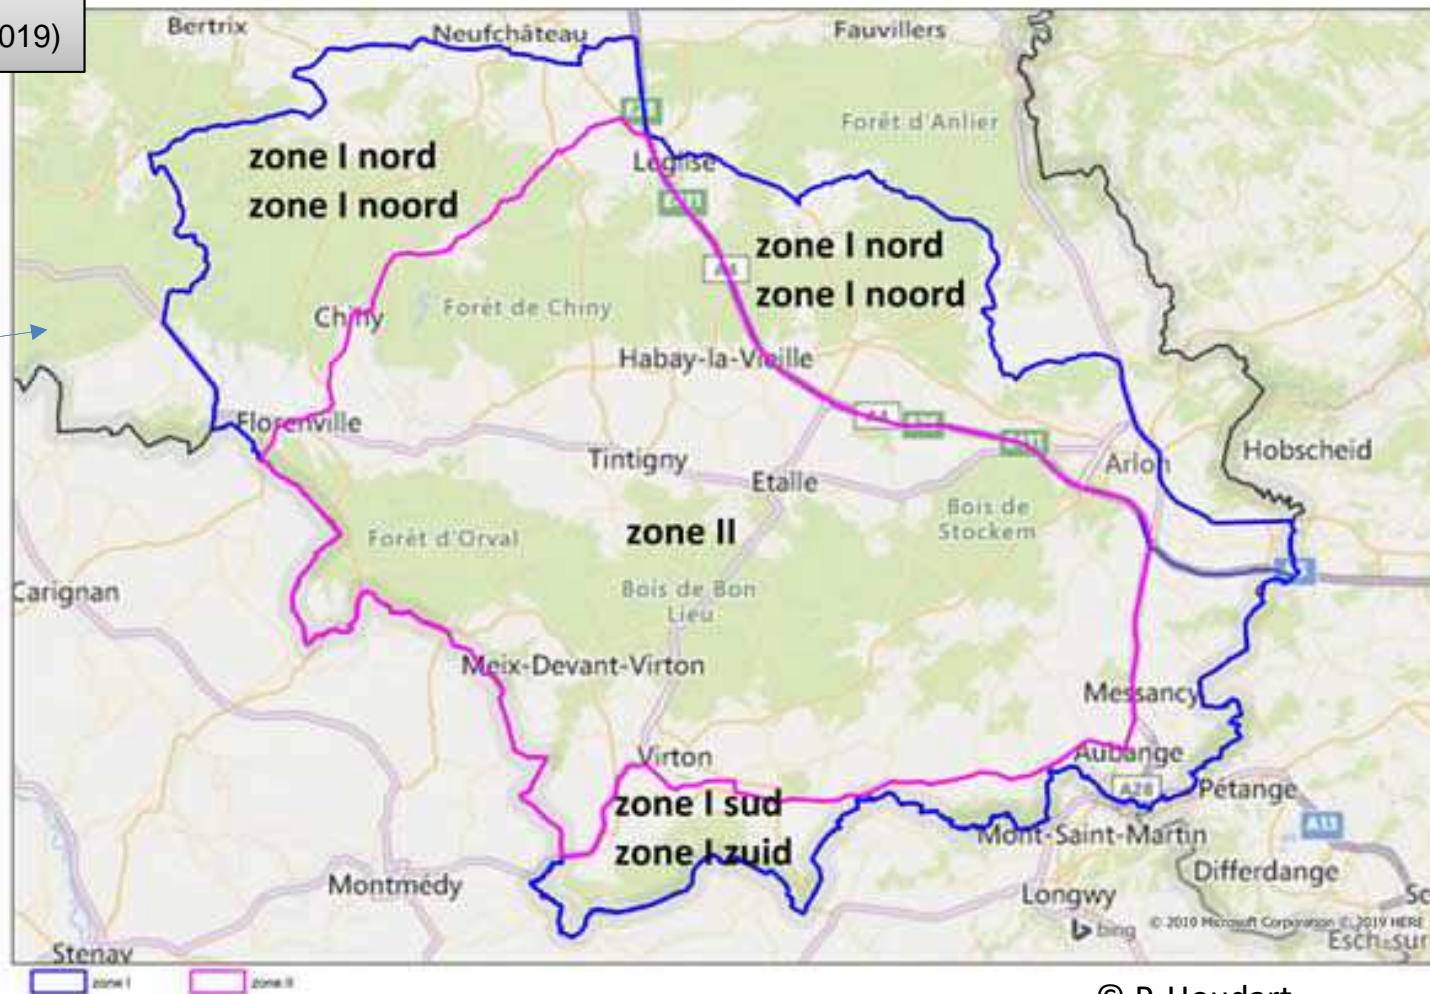 019)
Bertrix
Neufchâteau
Fauvillers
Forêt d'Anlier
zone I nord
zone I noord
Léglise
zone I nord
zone I noord
Chiny
Forêt de Chiny
Habay-la-Vieille
Florenville
Tintigny
Etalle
Arlon
Hobscheid
Bois de
Stockem
Forêt d'Orval
zone II
Bois de Bon
Lieu
Carignan
Meix-Devant-Virton
Messancy
Virton
Aubange
A28
Pétange
zone I sud
zone I zuid
Mont-Saint-Martin
A13
Montmédy
Differdange
Longwy
bing
© 2010 Microsoft Corporation © 2019 HERE
Esch-sur
Stenay
zone I
zone II